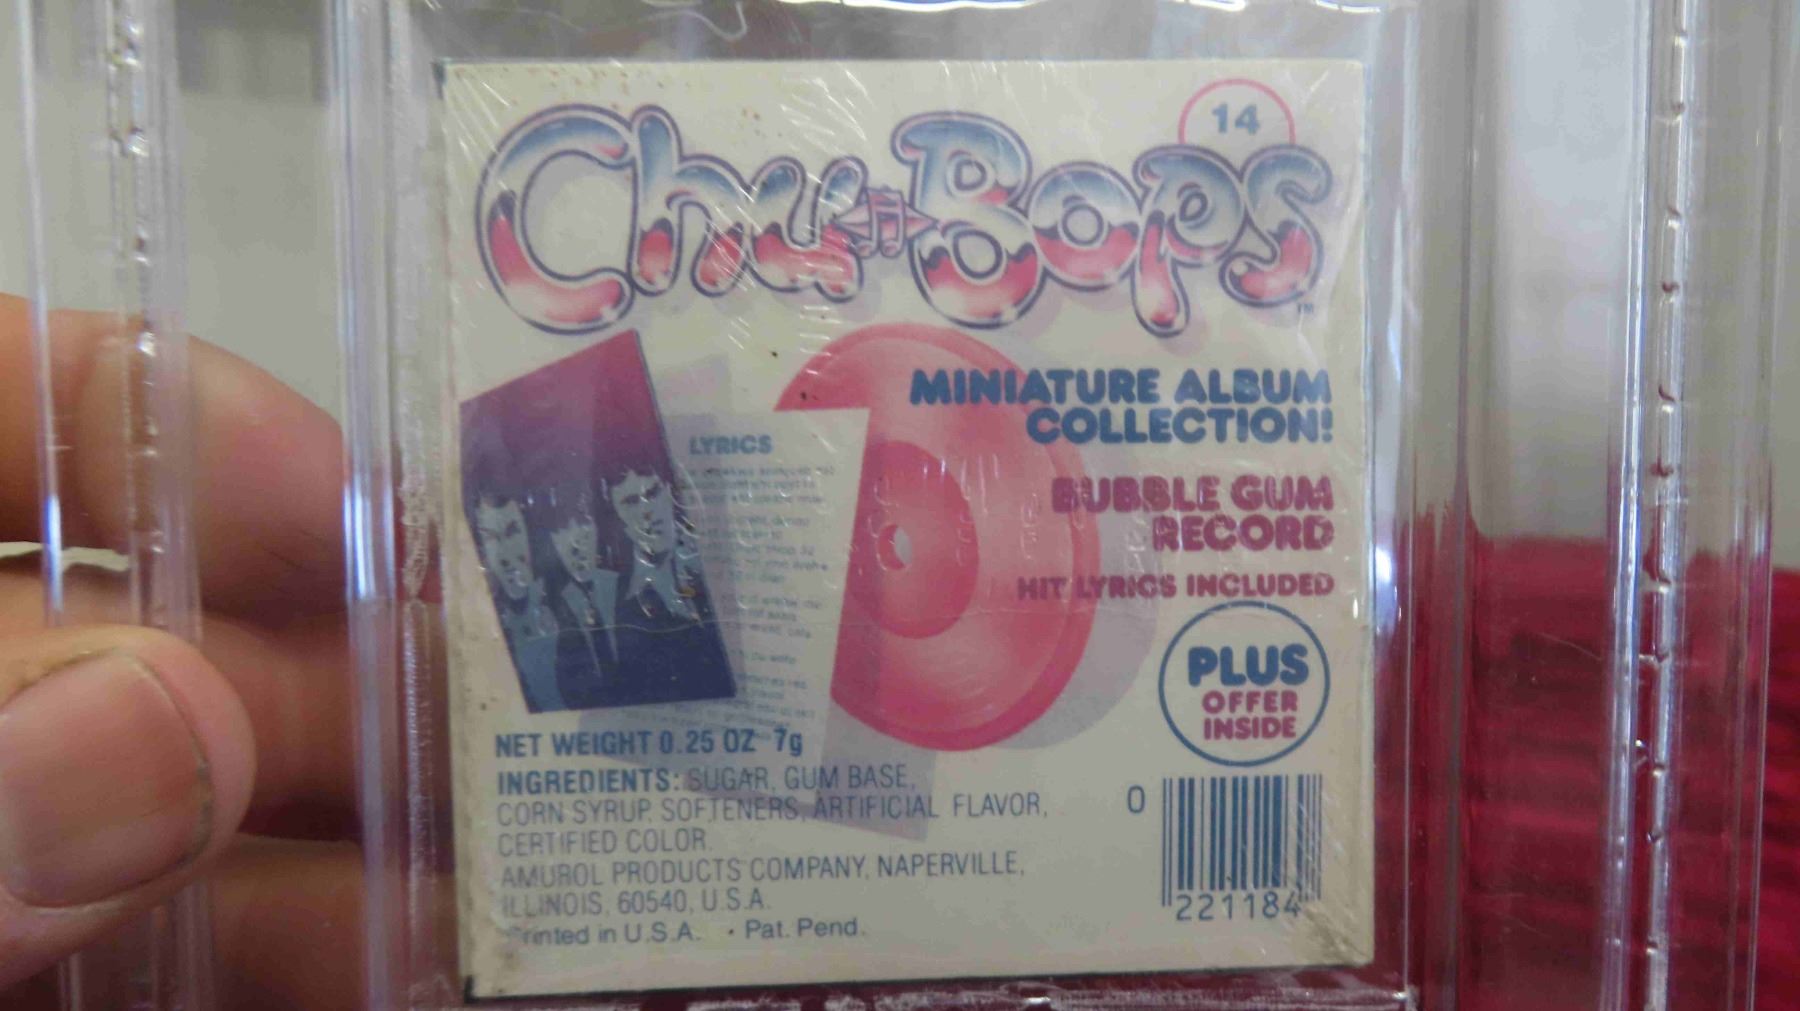 14
Chu Bops
TM
MINIATURE ALBUM
COLLECTION!
LYRICS
BUBBLE GUM
RECORD
HIT LYRICS INCLUDED
PLUS
OFFER
INSIDE
NET WEIGHT 0.25 OZ 7g
INGREDIENTS: SUGAR, GUM BASE,
CORN SYRUP, SOFTENERS, ARTIFICIAL FLAVOR,
CERTIFIED COLOR.
AMUROL PRODUCTS COMPANY, NAPERVILLE,
ILLINOIS, 60540, U.S.A.
Printed in U.S.A. • Pat. Pend.
0
221184